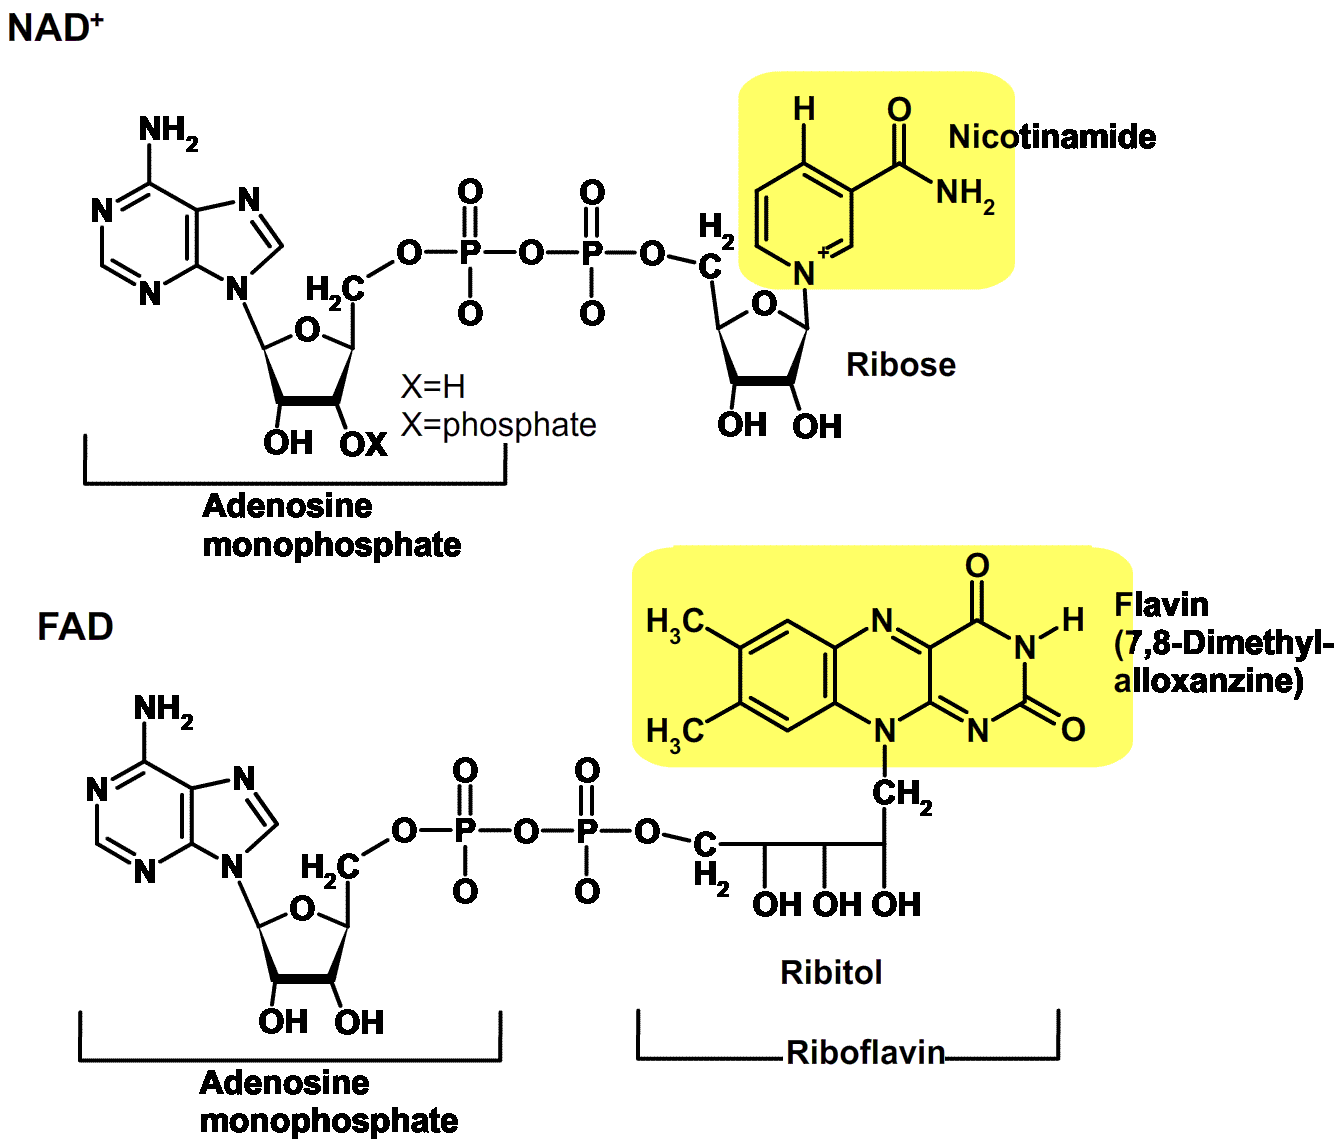 NAD⁺
H
O
NH₂
Nicotinamide
NH₂
N
N
O
O
H₂
O
P
O
P
O
C
N
N
H₂C
O
O
N⁺
O
O
Ribose
X=H
X=phosphate
OH
OX
OH
OH
Adenosine
monophosphate
FAD
O
H₃C
N
H
N
Flavin
(7,8-Dimethyl-
alloxanzine)
NH₂
H₃C
N
N
O
N
N
O
O
CH₂
O
P
O
P
O
C
H₂
N
N
H₂C
O
O
O
OH
OH
OH
Ribitol
OH
OH
Riboflavin
Adenosine
monophosphate